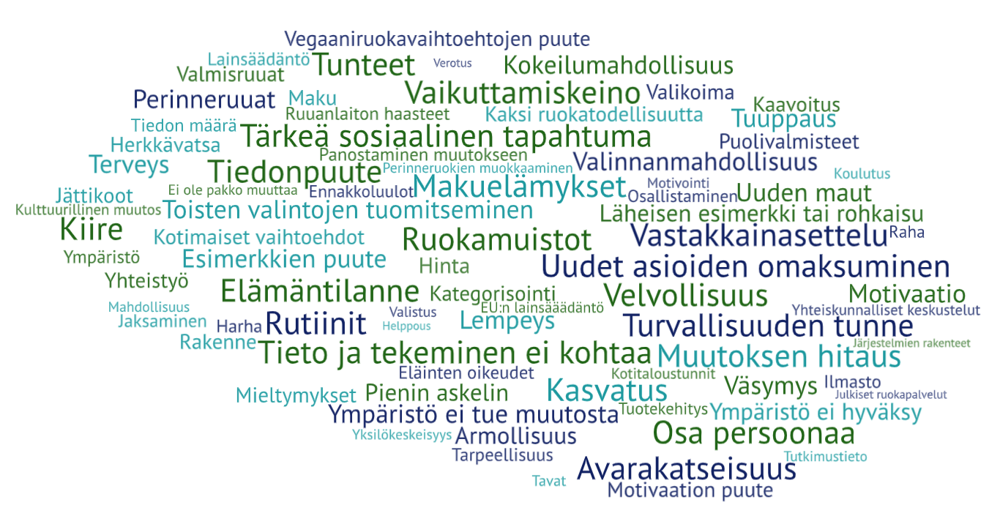 Vegaaniruokavaihtoehtojen puute
Lainsäädäntö
Tunteet
Verotus
Kokeilumahdollisuus
Valmisruuat
Perinneruuat
Maku
Vaikuttamiskeino
Valikoima
Kaavoitus
Ruuanlaiton haasteet
Kaksi ruokatodellisuutta
Tuuppaus
Tiedon määrä
Tärkeä sosiaalinen tapahtuma
Puolivalmisteet
Herkkävatsa
Panostaminen muutokseen
Terveys
Tiedonpuute
Perinneruokien muokkaaminen
Valinnanmahdollisuus
Koulutus
Ei ole pakko muuttaa
Ennakkoluulot
Makuelämykset
Motivointi
Jättikoot
Osallistaminen
Uuden maut
Kulttuurillinen muutos
Toisten valintojen tuomitseminen
Läheisen esimerkki tai rohkaisu
Kiire
Kotimaiset vaihtoehdot
Ruokamuistot
Vastakkainasettelu
Raha
Ympäristö
Esimerkkien puute
Hinta
Uudet asioiden omaksuminen
Yhteistyö
Elämäntilanne
Kategorisointi
Velvollisuus
Motivaatio
Mahdollisuus
EU:n lainsääädäntö
Yhteiskunnalliset keskustelut
Jaksaminen
Harha
Rutiinit
Valistus
Helppous
Lempeys
Turvallisuuden tunne
Rakenne
Järjestelmien rakenteet
Tieto ja tekeminen ei kohtaa
Muutoksen hitaus
Eläinten oikeudet
Kotitaloustunnit
Mieltymykset
Pienin askelin
Kasvatus
Väsymys
Ilmasto
Julkiset ruokapalvelut
Ympäristö ei tue muutosta
Tuotekehitys
Ympäristö ei hyväksy
Yksilökeskeisyys
Armollisuus
Osa persoonaa
Tarpeellisuus
Tutkimustieto
Avarakatseisuus
Tavat
Motivaation puute